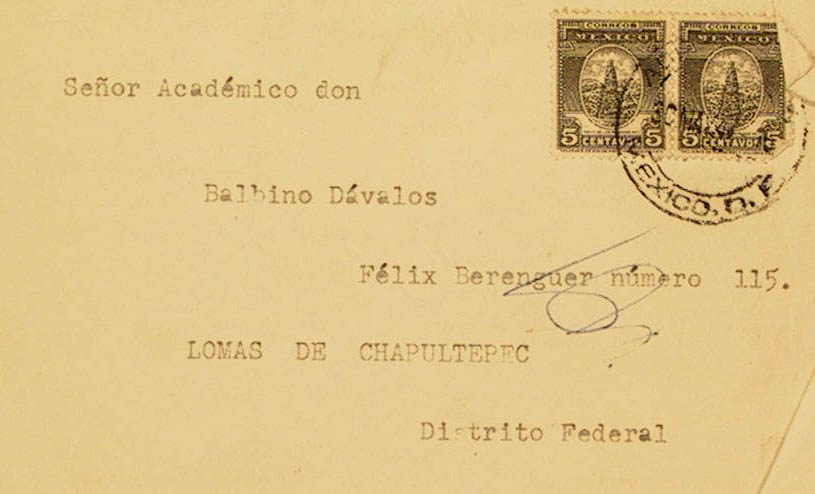 CORREOS CORREOS
MEXICO MEXICO
5 CENTAVOS 5 5 CENTAVOS 5
MEXICO, D. F.
Señor Académico don
Balbino Dávalos
Félix Berenguer número 115.
LOMAS DE CHAPULTEPEC
Distrito Federal